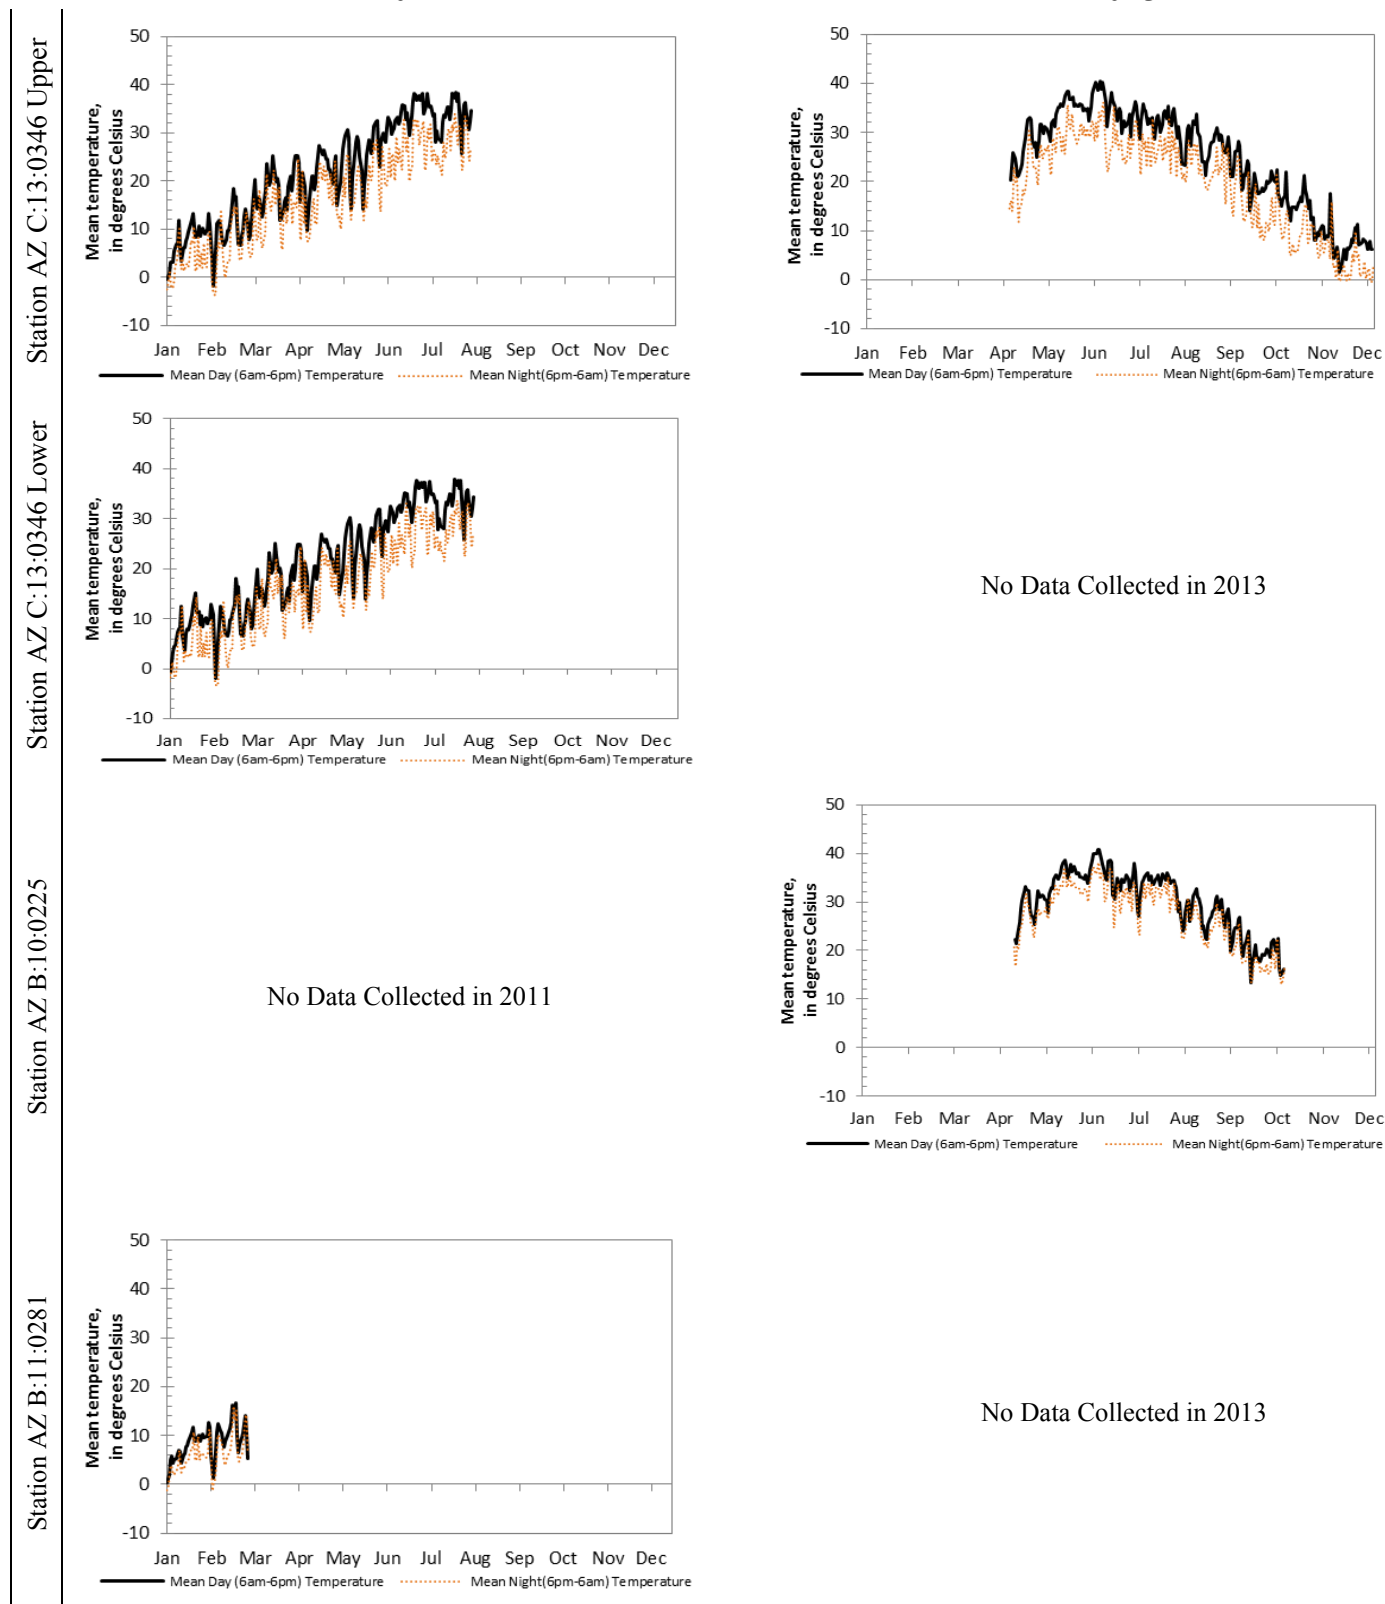 Station AZ C:13:0346 Upper
Mean temperature,
in degrees Celsius
50
40
30
20
10
0
-10
Jan Feb Mar Apr May Jun Jul Aug Sep Oct Nov Dec
Mean Day (6am-6pm) Temperature Mean Night(6pm-6am) Temperature
Mean temperature,
in degrees Celsius
50
40
30
20
10
0
-10
Jan Feb Mar Apr May Jun Jul Aug Sep Oct Nov Dec
Mean Day (6am-6pm) Temperature Mean Night(6pm-6am) Temperature
Station AZ C:13:0346 Lower
Mean temperature,
in degrees Celsius
50
40
30
20
10
0
-10
Jan Feb Mar Apr May Jun Jul Aug Sep Oct Nov Dec
Mean Day (6am-6pm) Temperature Mean Night(6pm-6am) Temperature
No Data Collected in 2013
Station AZ B:10:0225
No Data Collected in 2011
Mean temperature,
in degrees Celsius
50
40
30
20
10
0
-10
Jan Feb Mar Apr May Jun Jul Aug Sep Oct Nov Dec
Mean Day (6am-6pm) Temperature Mean Night(6pm-6am) Temperature
Station AZ B:11:0281
Mean temperature,
in degrees Celsius
50
40
30
20
10
0
-10
Jan Feb Mar Apr May Jun Jul Aug Sep Oct Nov Dec
Mean Day (6am-6pm) Temperature Mean Night(6pm-6am) Temperature
No Data Collected in 2013